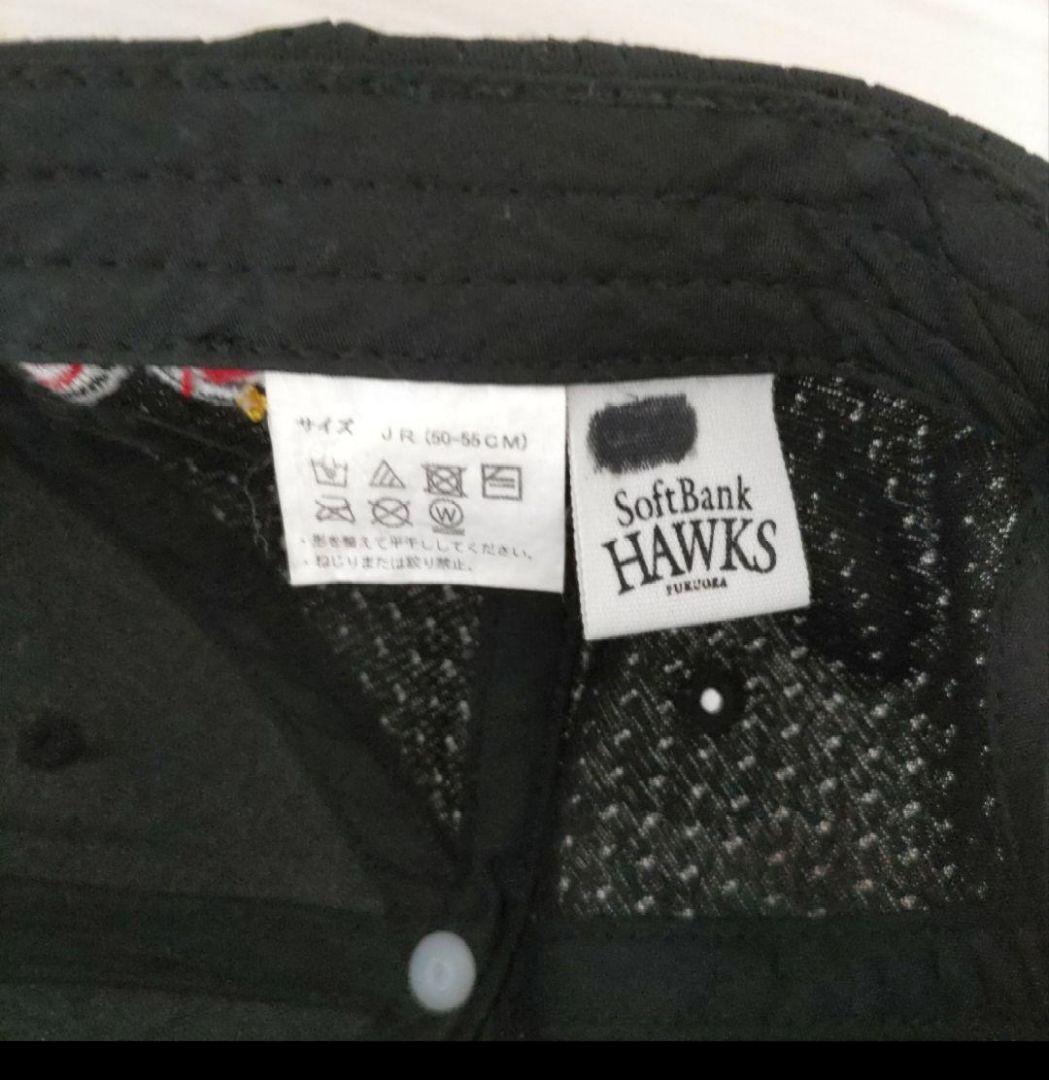 サイズ JR (50-55CM)
W
・形を整えて平干ししてください。
・ねじりまたは絞り禁止。
SoftBank
HAWKS
FUKUOKA